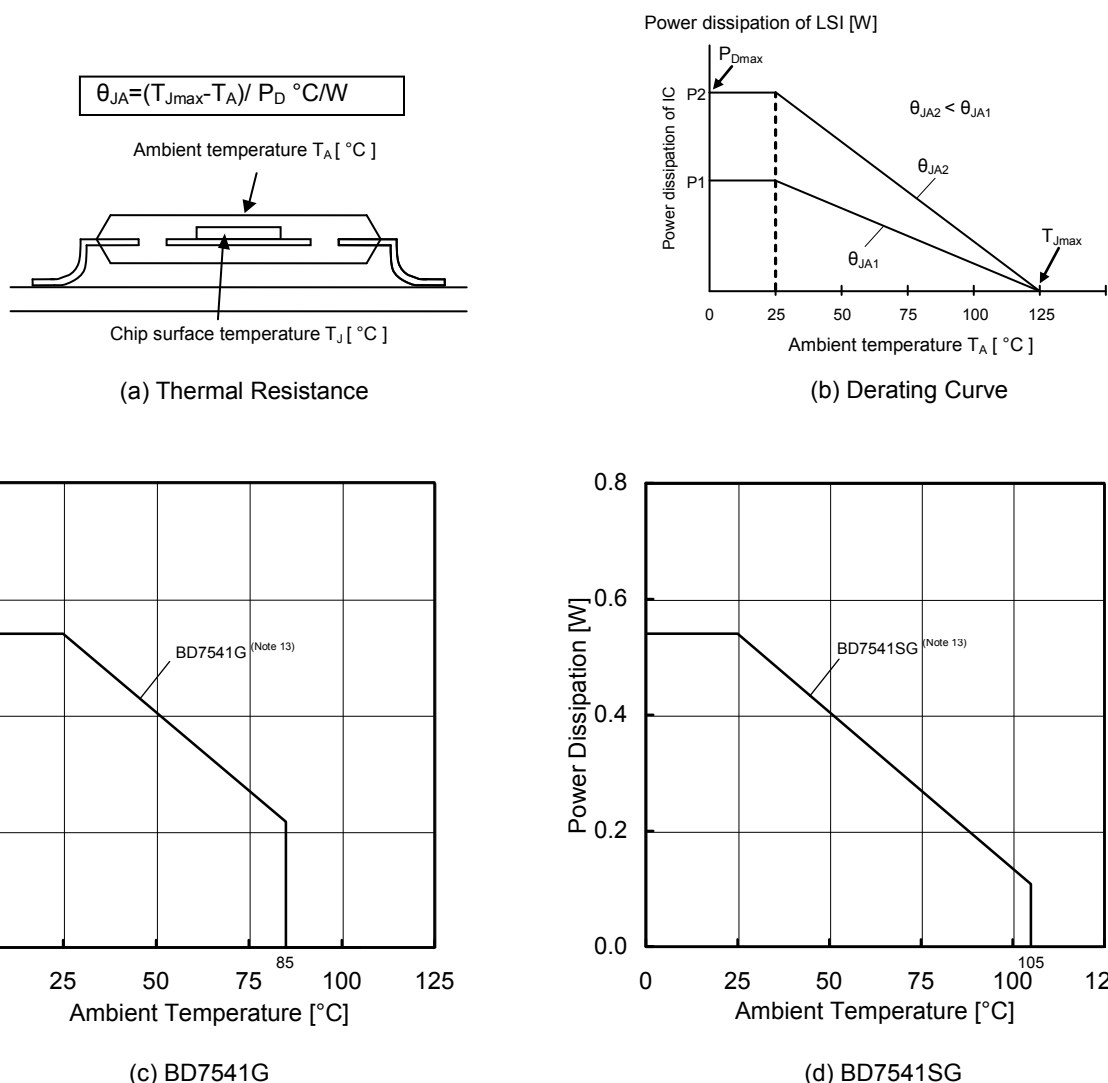 θJA=(TJmax-TA)/ PD °C/W
Ambient temperature TA [ °C ]
Chip surface temperature TJ [ °C ]
(a) Thermal Resistance
Power dissipation of LSI [W]
PDmax
Power dissipation of IC
P2
P1
θJA2 < θJA1
θJA2
θJA1
TJmax
0 25 50 75 100 125
Ambient temperature TA [ °C ]
(b) Derating Curve
BD7541G (Note 13)
85
25 50 75 100 125
Ambient Temperature [°C]
(c) BD7541G
0.8
0.6
0.4
0.2
0.0
Power Dissipation [W]
BD7541SG (Note 13)
105
0 25 50 75 100 12
Ambient Temperature [°C]
(d) BD7541SG